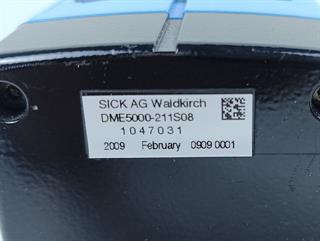 SICK AG Waldkirch
DME5000-211S08
1047031
2009 February 0909 0001